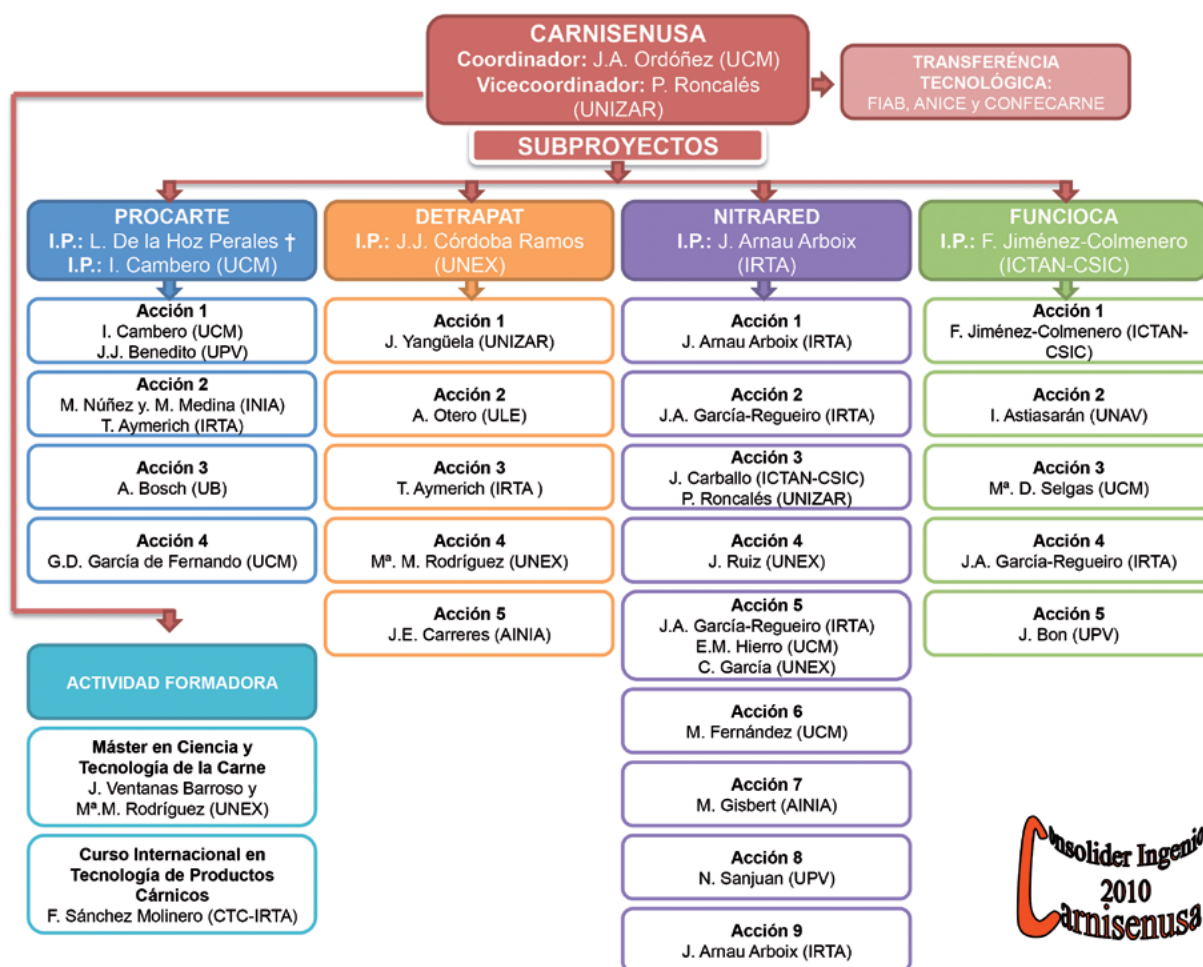 CARNISENUSA
Coordinador: J.A. Ordóñez (UCM)
Vicecoordinador: P. Roncalés
(UNIZAR)
TRANSFERÉNCIA
TECNOLÓGICA:
FIAB, ANICE y CONFECARNE
SUBPROYECTOS
PROCARTE
I.P.: L. De la Hoz Perales †
I.P.: I. Cambero (UCM)
Acción 1
I. Cambero (UCM)
J.J. Benedito (UPV)
Acción 2
M. Núñez y. M. Medina (INIA)
T. Aymerich (IRTA)
Acción 3
A. Bosch (UB)
Acción 4
G.D. García de Fernando (UCM)
DETRAPAT
I.P.: J.J. Córdoba Ramos
(UNEX)
Acción 1
J. Yangüela (UNIZAR)
Acción 2
A. Otero (ULE)
Acción 3
T. Aymerich (IRTA )
Acción 4
Mª. M. Rodríguez (UNEX)
Acción 5
J.E. Carreres (AINIA)
NITRARED
I.P.: J. Arnau Arboix
(IRTA)
Acción 1
J. Arnau Arboix (IRTA)
Acción 2
J.A. García-Regueiro (IRTA)
Acción 3
J. Carballo (ICTAN-CSIC)
P. Roncalés (UNIZAR)
Acción 4
J. Ruiz (UNEX)
Acción 5
J.A. García-Regueiro (IRTA)
E.M. Hierro (UCM)
C. García (UNEX)
Acción 6
M. Fernández (UCM)
Acción 7
M. Gisbert (AINIA)
Acción 8
N. Sanjuan (UPV)
Acción 9
J. Arnau Arboix (IRTA)
FUNCIOCA
I.P.: F. Jiménez-Colmenero
(ICTAN-CSIC)
Acción 1
F. Jiménez-Colmenero (ICTAN-
CSIC)
Acción 2
I. Astiasarán (UNAV)
Acción 3
Mª. D. Selgas (UCM)
Acción 4
J.A. García-Regueiro (IRTA)
Acción 5
J. Bon (UPV)
ACTIVIDAD FORMADORA
Máster en Ciencia y
Tecnología de la Carne
J. Ventanas Barroso y
Mª.M. Rodríguez (UNEX)
Curso Internacional en
Tecnología de Productos
Cárnicos
F. Sánchez Molinero (CTC-IRTA)
Consolider Ingenio
2010
Carnisenusa